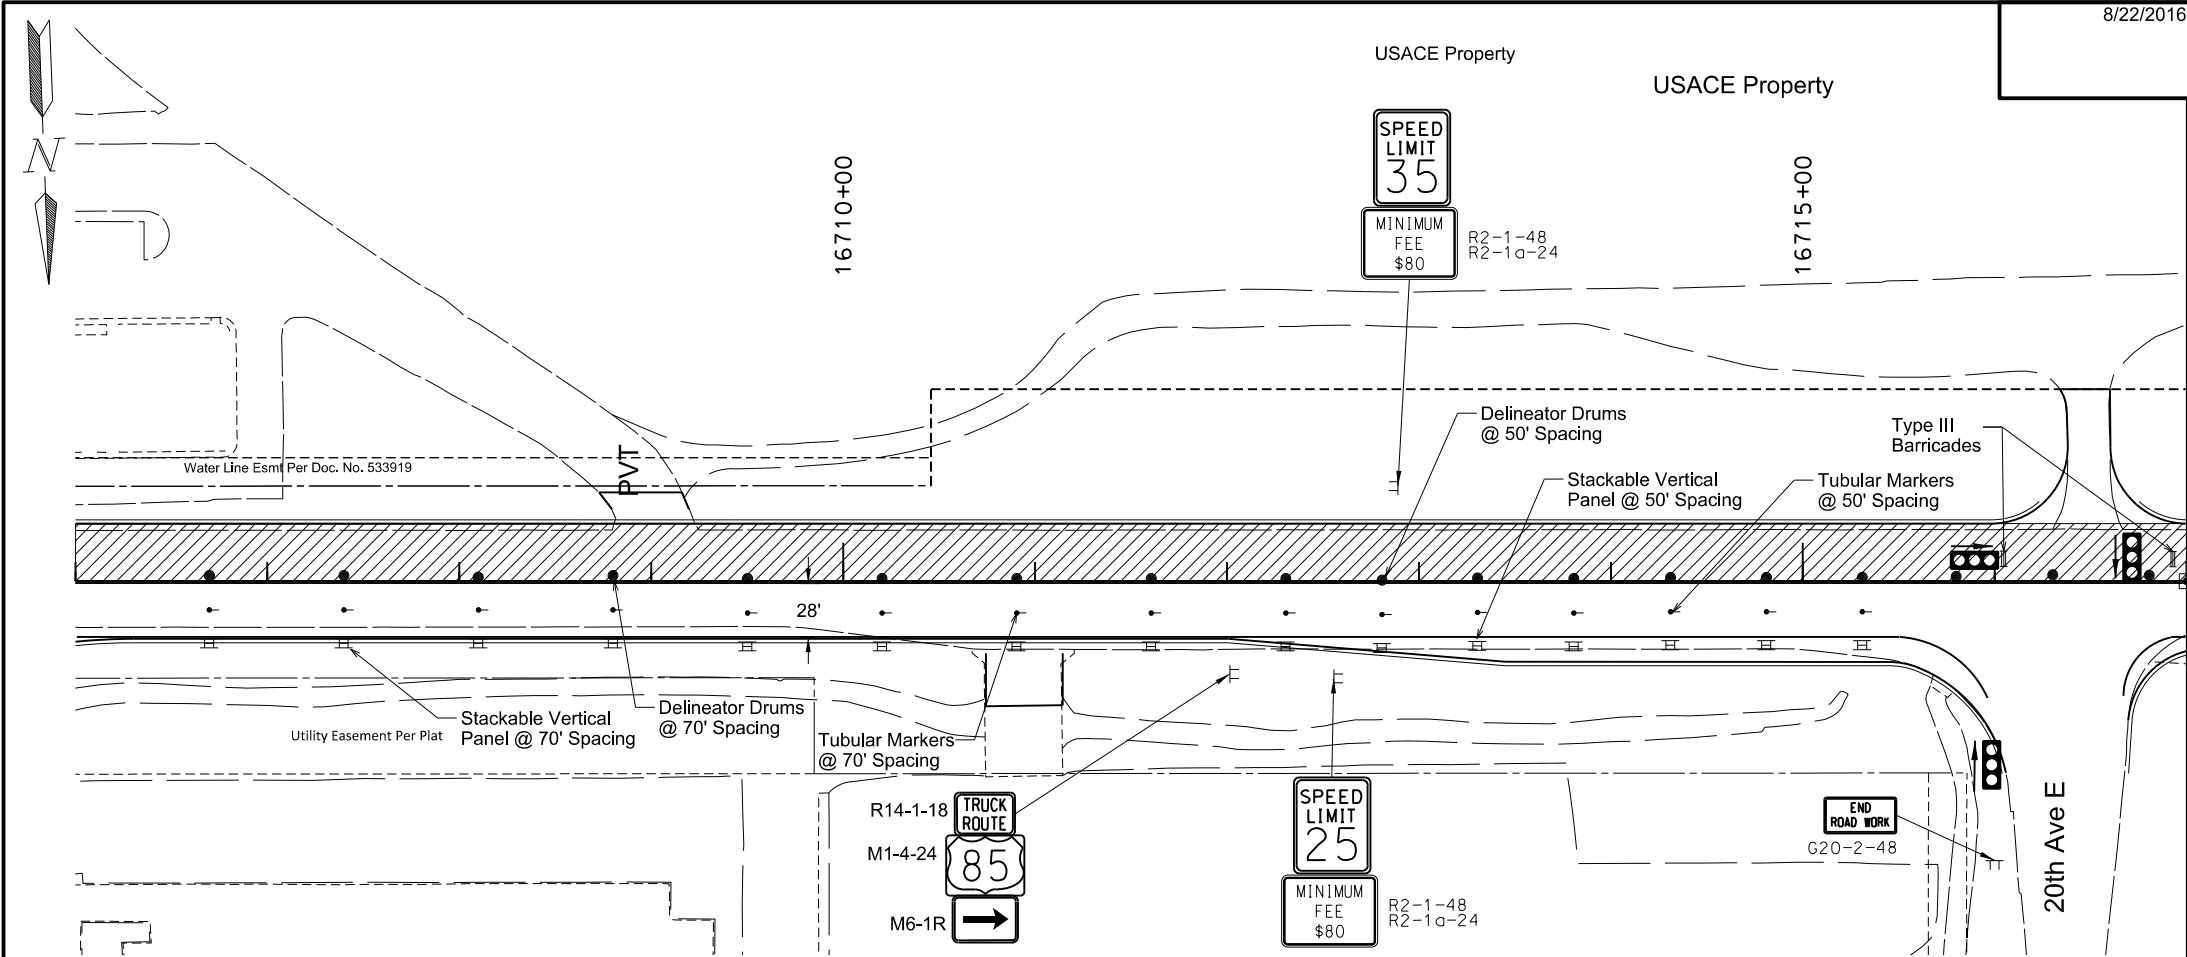 8/22/2016
USACE Property
USACE Property
N
16710+00
SPEED
LIMIT
35
MINIMUM
FEE
$80
R2-1-48
R2-1a-24
16715+00
Delineator Drums
@ 50' Spacing
Type III
Barricades
Water Line Esmt Per Doc. No. 533919
PVT
Stackable Vertical
Panel @ 50' Spacing
Tubular Markers
@ 50' Spacing
28'
Utility Easement Per Plat
Stackable Vertical
Panel @ 70' Spacing
Delineator Drums
@ 70' Spacing
Tubular Markers
@ 70' Spacing
R14-1-18
TRUCK
ROUTE
M1-4-24
85
M6-1R
SPEED
LIMIT
25
MINIMUM
FEE
$80
R2-1-48
R2-1a-24
END
ROAD WORK
G20-2-48
20th Ave E